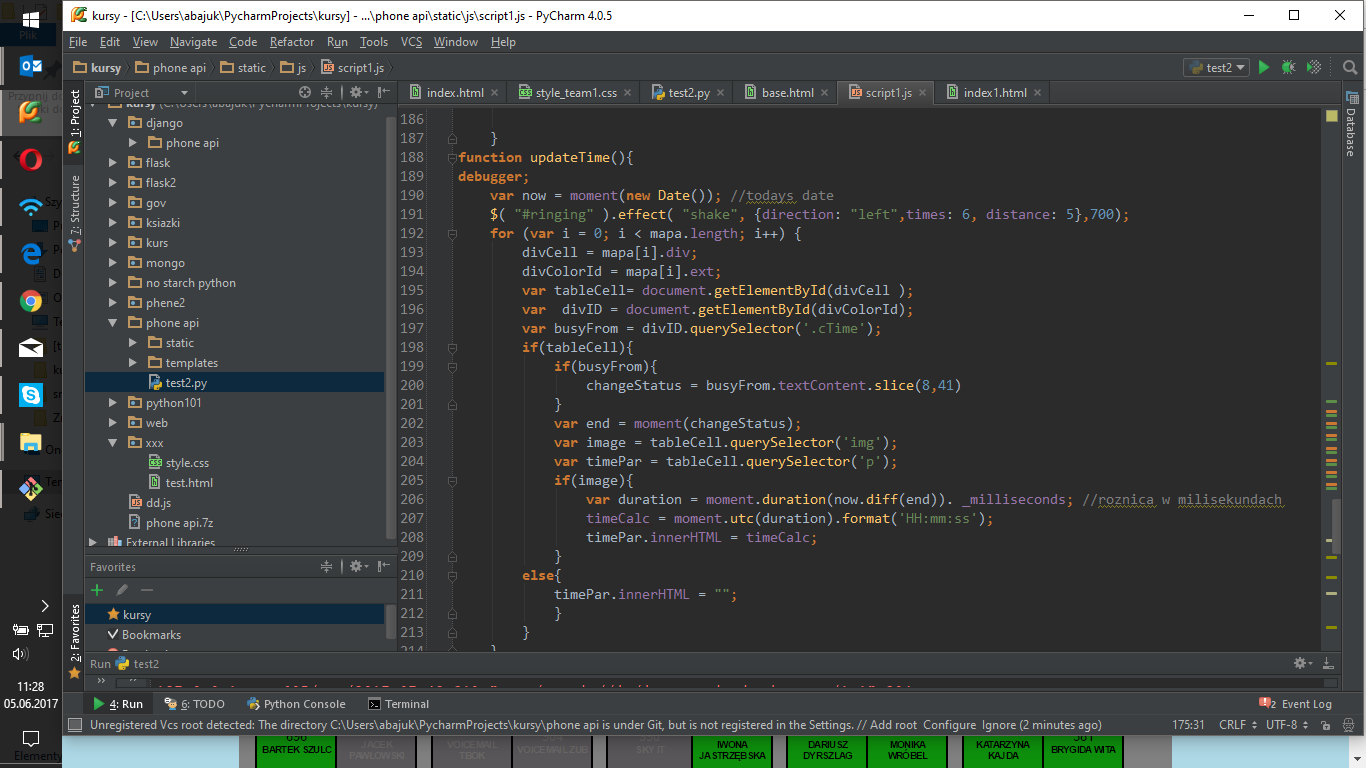 kursy - [C:\Users\abajuk\PycharmProjects\kursy] - ...\phone api\static\js\script1.js - PyCharm 4.0.5
File Edit View Navigate Code Refactor Run Tools VCS Window Help
kursy phone api static js script1.js test2
Project index.html style_team1.css test2.py base.html script1.js index1.html
1: Project
7: Structure
2: Favorites
Database
kursy (C:\Users\abajuk\PycharmProjects\kursy)
django
phone api
flask
flask2
gov
ksiazki
kurs
mongo
no starch python
phene2
phone api
static
templates
test2.py
python101
web
xxx
style.css
test.html
dd.js
phone api.7z
External Libraries
Favorites
kursy
Bookmarks
186
187 }
188 function updateTime(){
189 debugger;
190 var now = moment(new Date()); //todays date
191 $( "#ringing" ).effect( "shake", {direction: "left",times: 6, distance: 5},700);
192 for (var i = 0; i < mapa.length; i++) {
193 divCell = mapa[i].div;
194 divColorId = mapa[i].ext;
195 var tableCell= document.getElementById(divCell );
196 var  divID = document.getElementById(divColorId);
197 var busyFrom = divID.querySelector('.cTime');
198 if(tableCell){
199 if(busyFrom){
200 changeStatus = busyFrom.textContent.slice(8,41)
201 }
202 var end = moment(changeStatus);
203 var image = tableCell.querySelector('img');
204 var timePar = tableCell.querySelector('p');
205 if(image){
206 var duration = moment.duration(now.diff(end)). _milliseconds; //roznica w milisekundach
207 timeCalc = moment.utc(duration).format('HH:mm:ss');
208 timePar.innerHTML = timeCalc;
209 }
210 else{
211 timePar.innerHTML = "";
212 }
213 }
214 }
Run test2
4: Run 6: TODO Python Console Terminal 2 Event Log
Unregistered Vcs root detected: The directory C:\Users\abajuk\PycharmProjects\kursy\phone api is under Git, but is not registered in the Settings. // Add root Configure Ignore (2 minutes ago) 175:31 CRLF UTF-8
11:28
05.06.2017
Plik
Elementy
BARTEK SZULC
JACEK PAWLOWSKI
VOICEMAIL TBOK
VOICEMAIL ZUB
SKY IT
IWONA JASTRZĘBSKA
DARIUSZ DYRSZLAG
MONIKA WRÓBEL
KATARZYNA KAJDA
BRYGIDA WITA